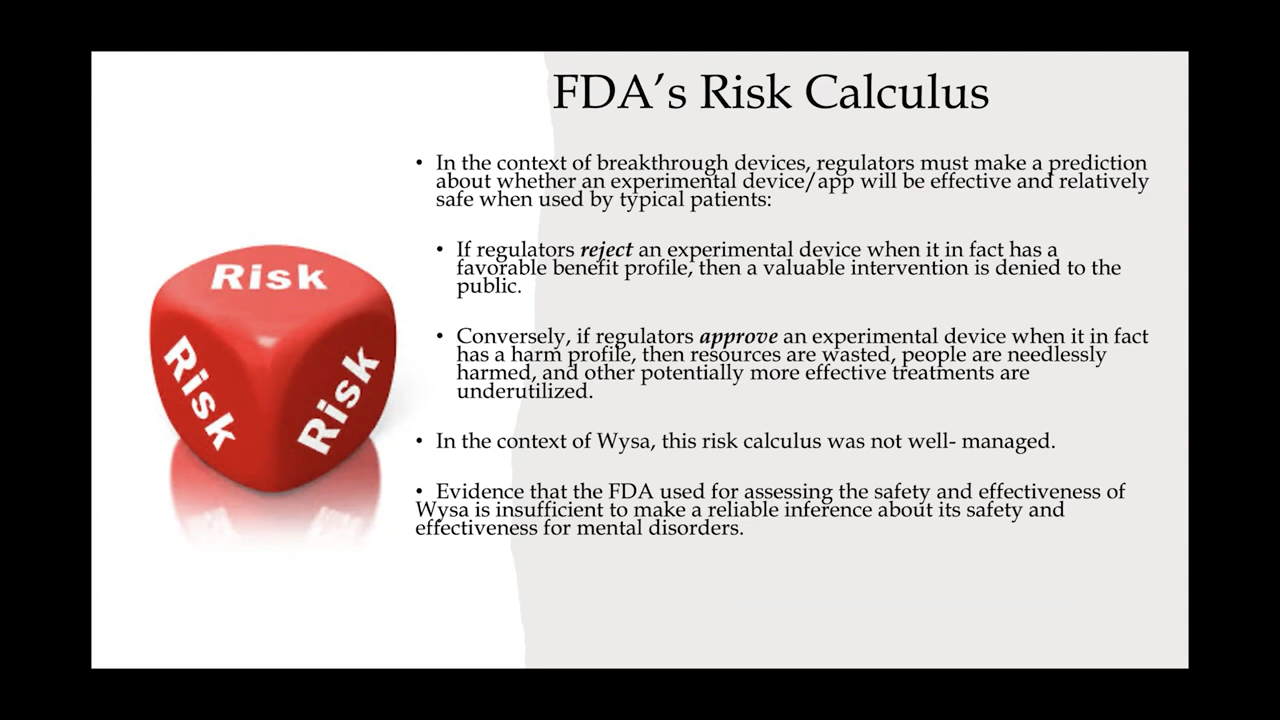 FDA's Risk Calculus
• In the context of breakthrough devices, regulators must make a prediction
about whether an experimental device/app will be effective and relatively
safe when used by typical patients:
• If regulators reject an experimental device when it in fact has a
favorable benefit profile, then a valuable intervention is denied to the
public.
• Conversely, if regulators approve an experimental device when it in fact
has a harm profile, then resources are wasted, people are needlessly
harmed, and other potentially more effective treatments are
underutilized.
• In the context of Wysa, this risk calculus was not well- managed.
• Evidence that the FDA used for assessing the safety and effectiveness of
Wysa is insufficient to make a reliable inference about its safety and
effectiveness for mental disorders.
Risk
Risk
Risk